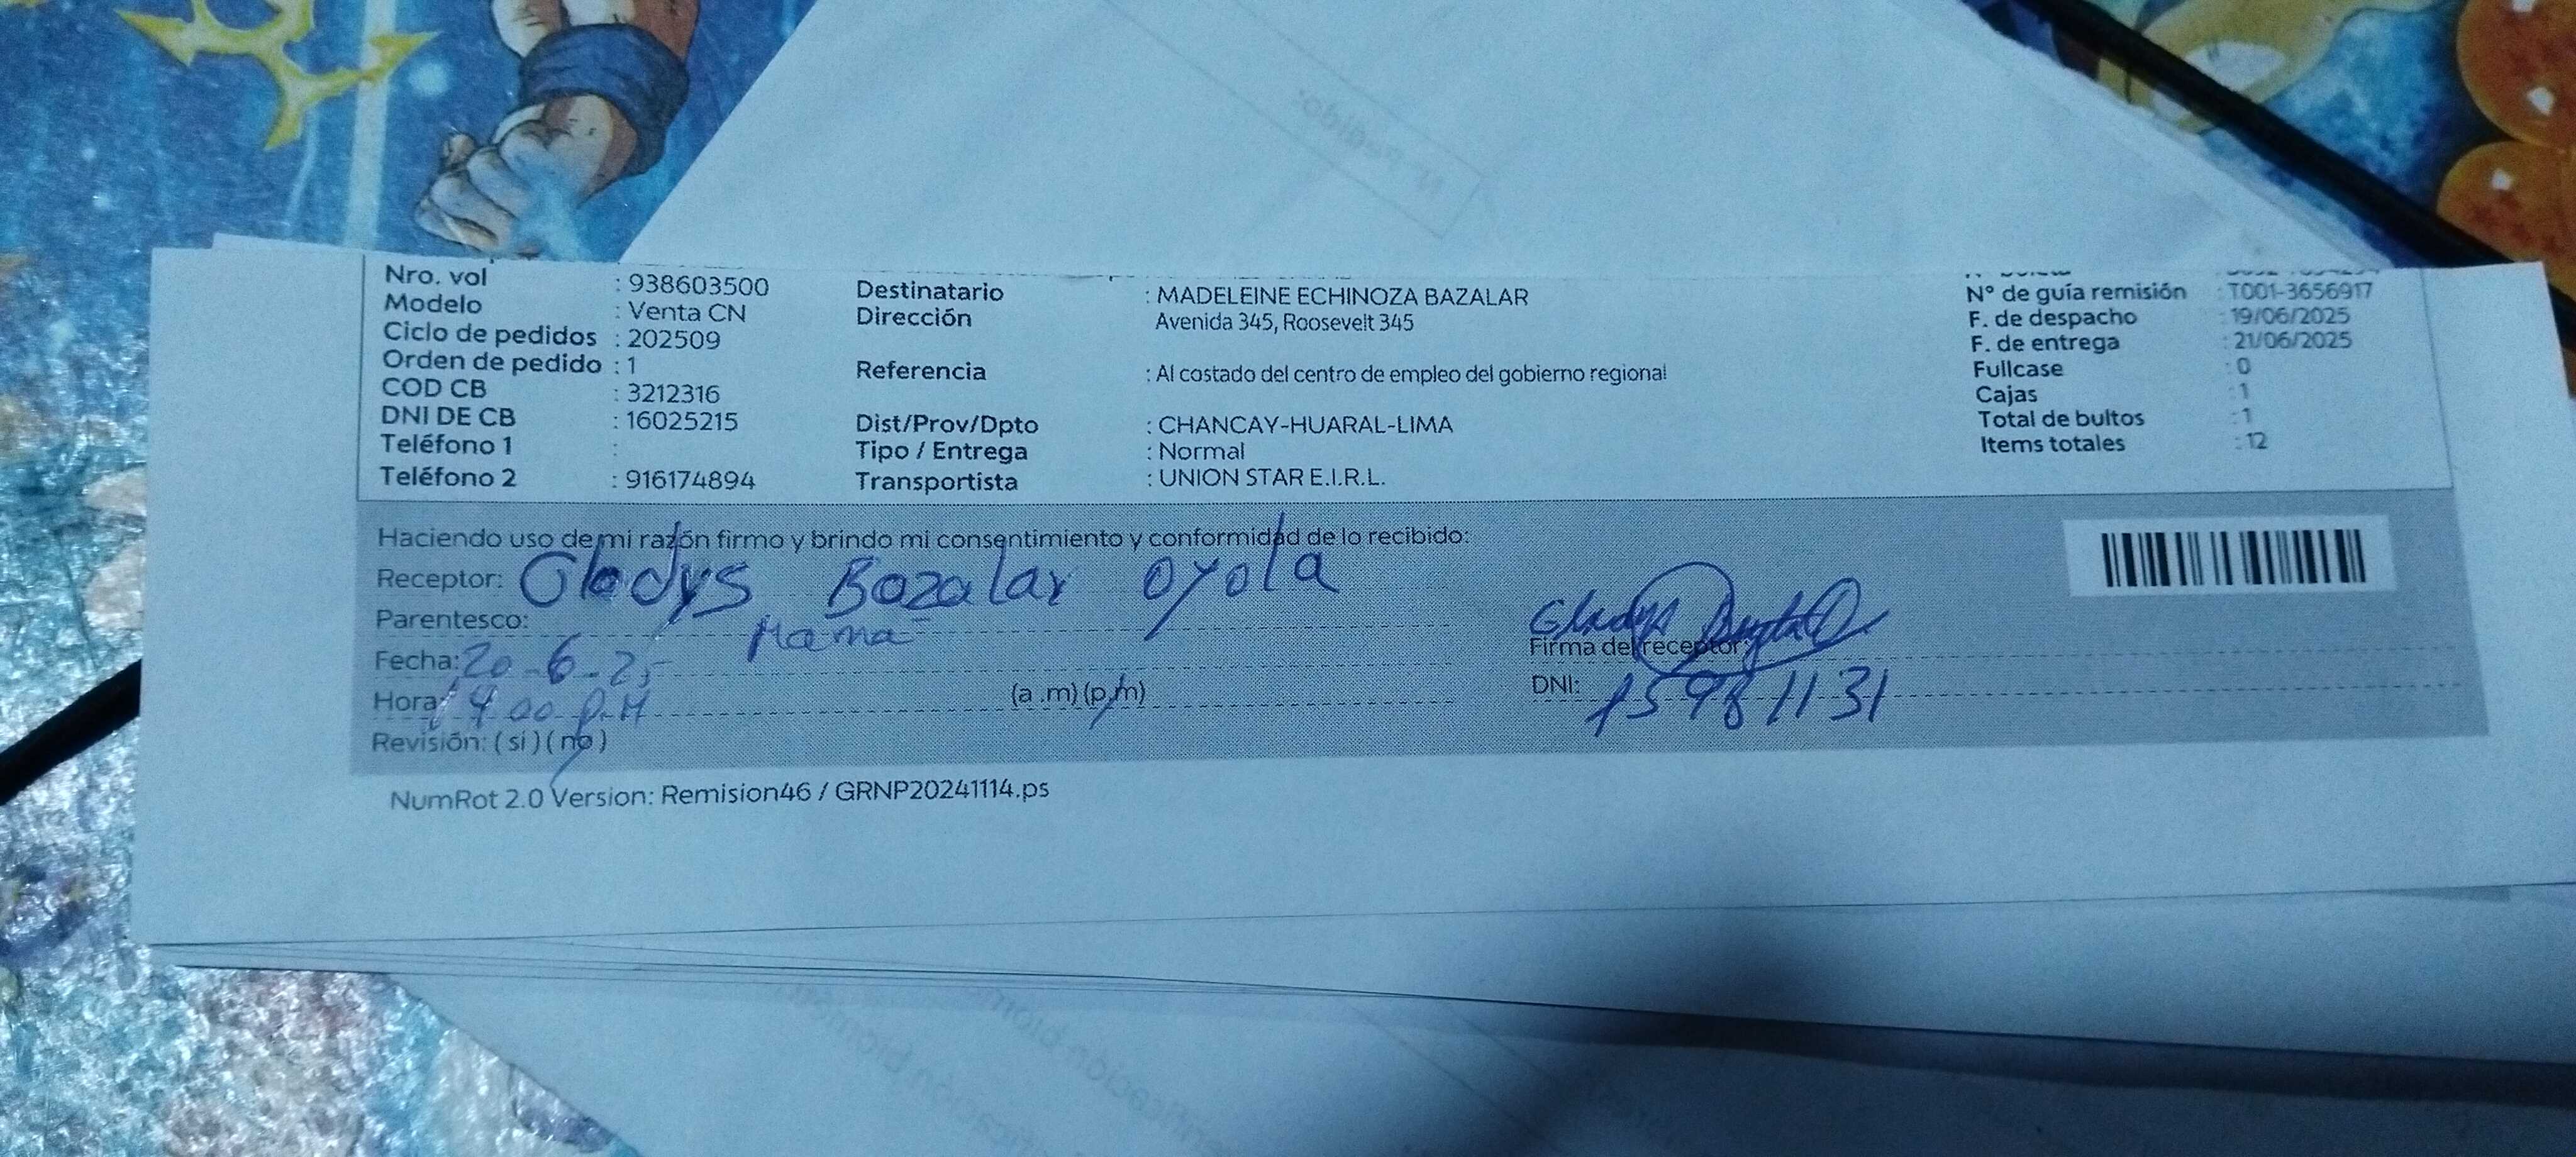 Nº Pedido:
Nro. vol : 938603500
Modelo : Venta CN
Ciclo de pedidos : 202509
Orden de pedido : 1
COD CB : 3212316
DNI DE CB : 16025215
Teléfono 1 :
Teléfono 2 : 916174894
Destinatario : MADELEINE ECHINOZA BAZALAR
Dirección Avenida 345, Roosevelt 345
Referencia : Al costado del centro de empleo del gobierno regional
Dist/Prov/Dpto : CHANCAY-HUARAL-LIMA
Tipo / Entrega : Normal
Transportista : UNION STAR E.I.R.L.
Nº de guía remisión : T001-3656917
F. de despacho : 19/06/2025
F. de entrega : 21/06/2025
Fullcase : 0
Cajas : 1
Total de bultos : 1
Items totales : 12
Haciendo uso de mi razón firmo y brindo mi consentimiento y conformidad de lo recibido:
Receptor: Gladys Bazalar Oyola
Parentesco: Mama
Fecha: 20-6-25
Hora 4 00 P.M (a .m) (p.m)
Revisión: (si) (no)
Gladys
Firma del receptor
DNI: 15981131
NumRot 2.0 Version: Remision46 / GRNP20241114.ps